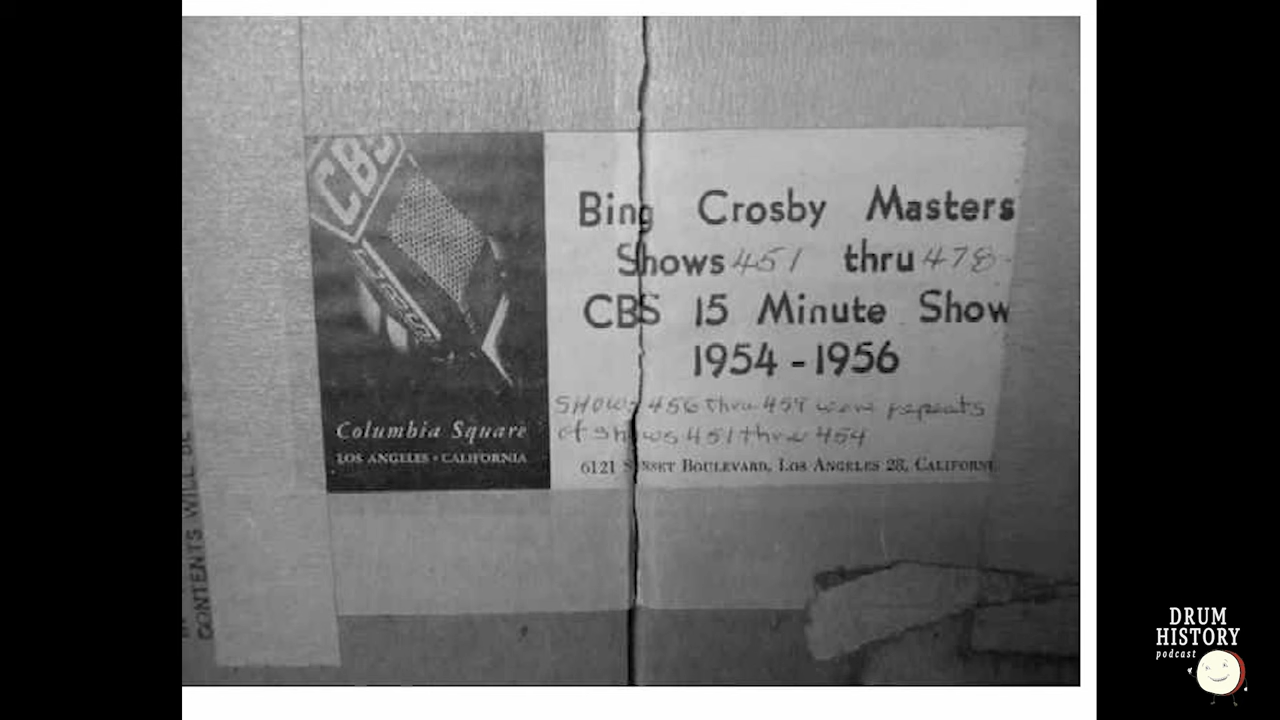 CBS
Bing Crosby Masters
Shows 451 thru 478
CBS 15 Minute Show
1954 - 1956
Shows 456 thru 459 were repeats
of shows 451 thru 454
6121 Sunset Boulevard, Los Angeles 28, Californi
Columbia Square
LOS ANGELES • CALIFORNIA
CONTENTS WILL BE
DRUM
HISTORY
podcast